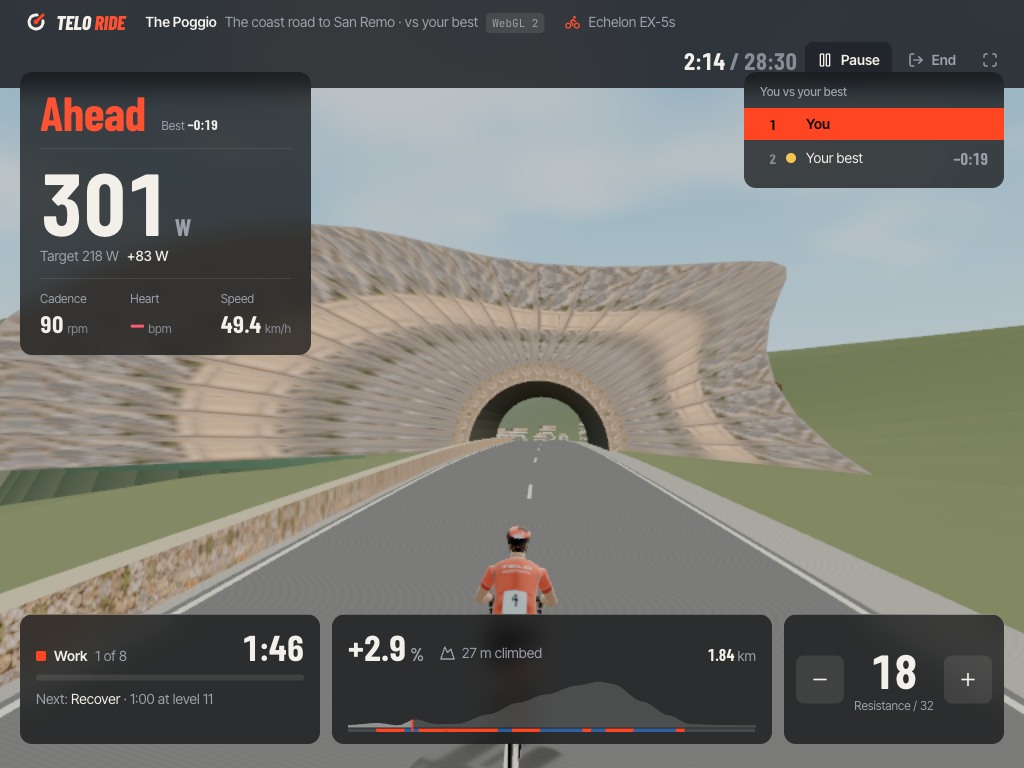 TELO RIDE The Poggio The coast road to San Remo · vs your best WebGL 2 Echelon EX-5s
2:14 / 28:30 Pause End
Ahead Best −0:19
301 W
Target 218 W +83 W
Cadence Heart Speed
90 rpm – bpm 49.4 km/h
You vs your best
1 You
2 Your best −0:19
TELO
4
Work 1 of 8 1:46
Next: Recover · 1:00 at level 11
+2.9 % 27 m climbed 1.84 km
− 18 +
Resistance / 32